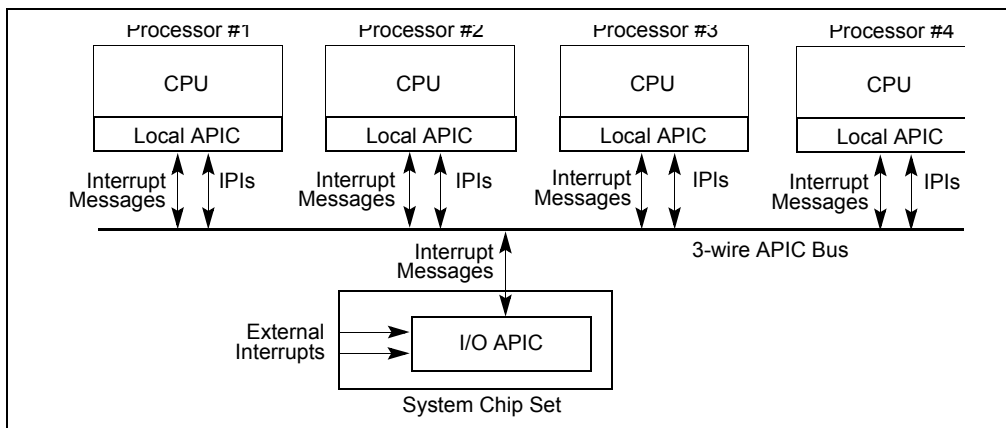 Processor #1
Processor #2
Processor #3
Processor #4
CPU
CPU
CPU
CPU
Local APIC
Local APIC
Local APIC
Local APIC
Interrupt
Messages
IPIs
Interrupt
Messages
IPIs
Interrupt
Messages
IPIs
Interrupt
Messages
IPIs
Interrupt
Messages
3-wire APIC Bus
External
Interrupts
I/O APIC
System Chip Set